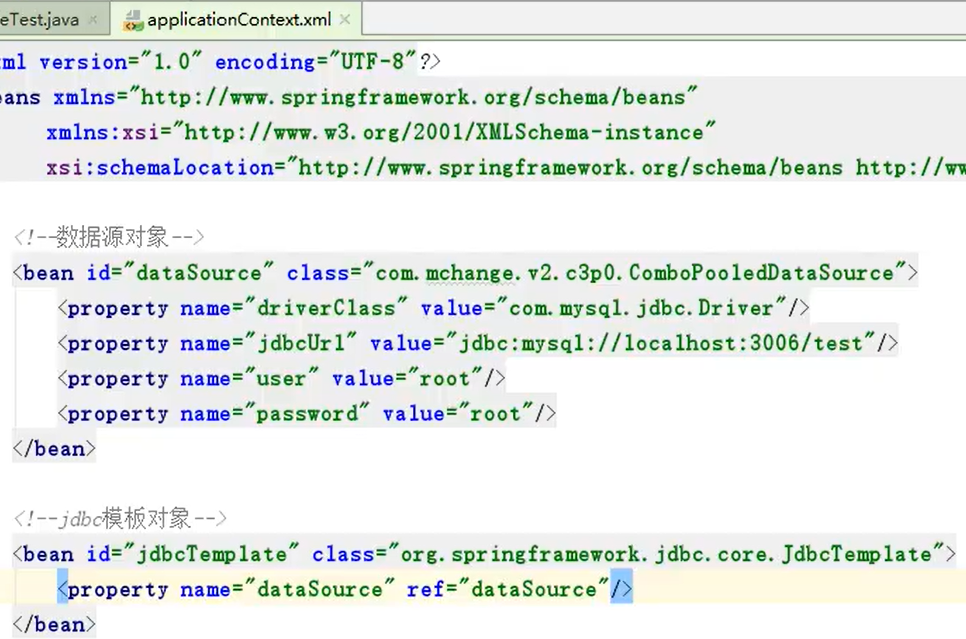 eTest.java × applicationContext.xml ×
ml version="1.0" encoding="UTF-8"?>
eans xmlns="http://www.springframework.org/schema/beans"
xmlns:xsi="http://www.w3.org/2001/XMLSchema-instance"
xsi:schemaLocation="http://www.springframework.org/schema/beans http://ww
<!--数据源对象-->
<bean id="dataSource" class="com.mchange.v2.c3p0.ComboPooledDataSource">
<property name="driverClass" value="com.mysql.jdbc.Driver"/>
<property name="jdbcUrl" value="jdbc:mysql://localhost:3006/test"/>
<property name="user" value="root"/>
<property name="password" value="root"/>
</bean>
<!--jdbc模板对象-->
<bean id="jdbcTemplate" class="org.springframework.jdbc.core.JdbcTemplate">
<property name="dataSource" ref="dataSource"/>
</bean>